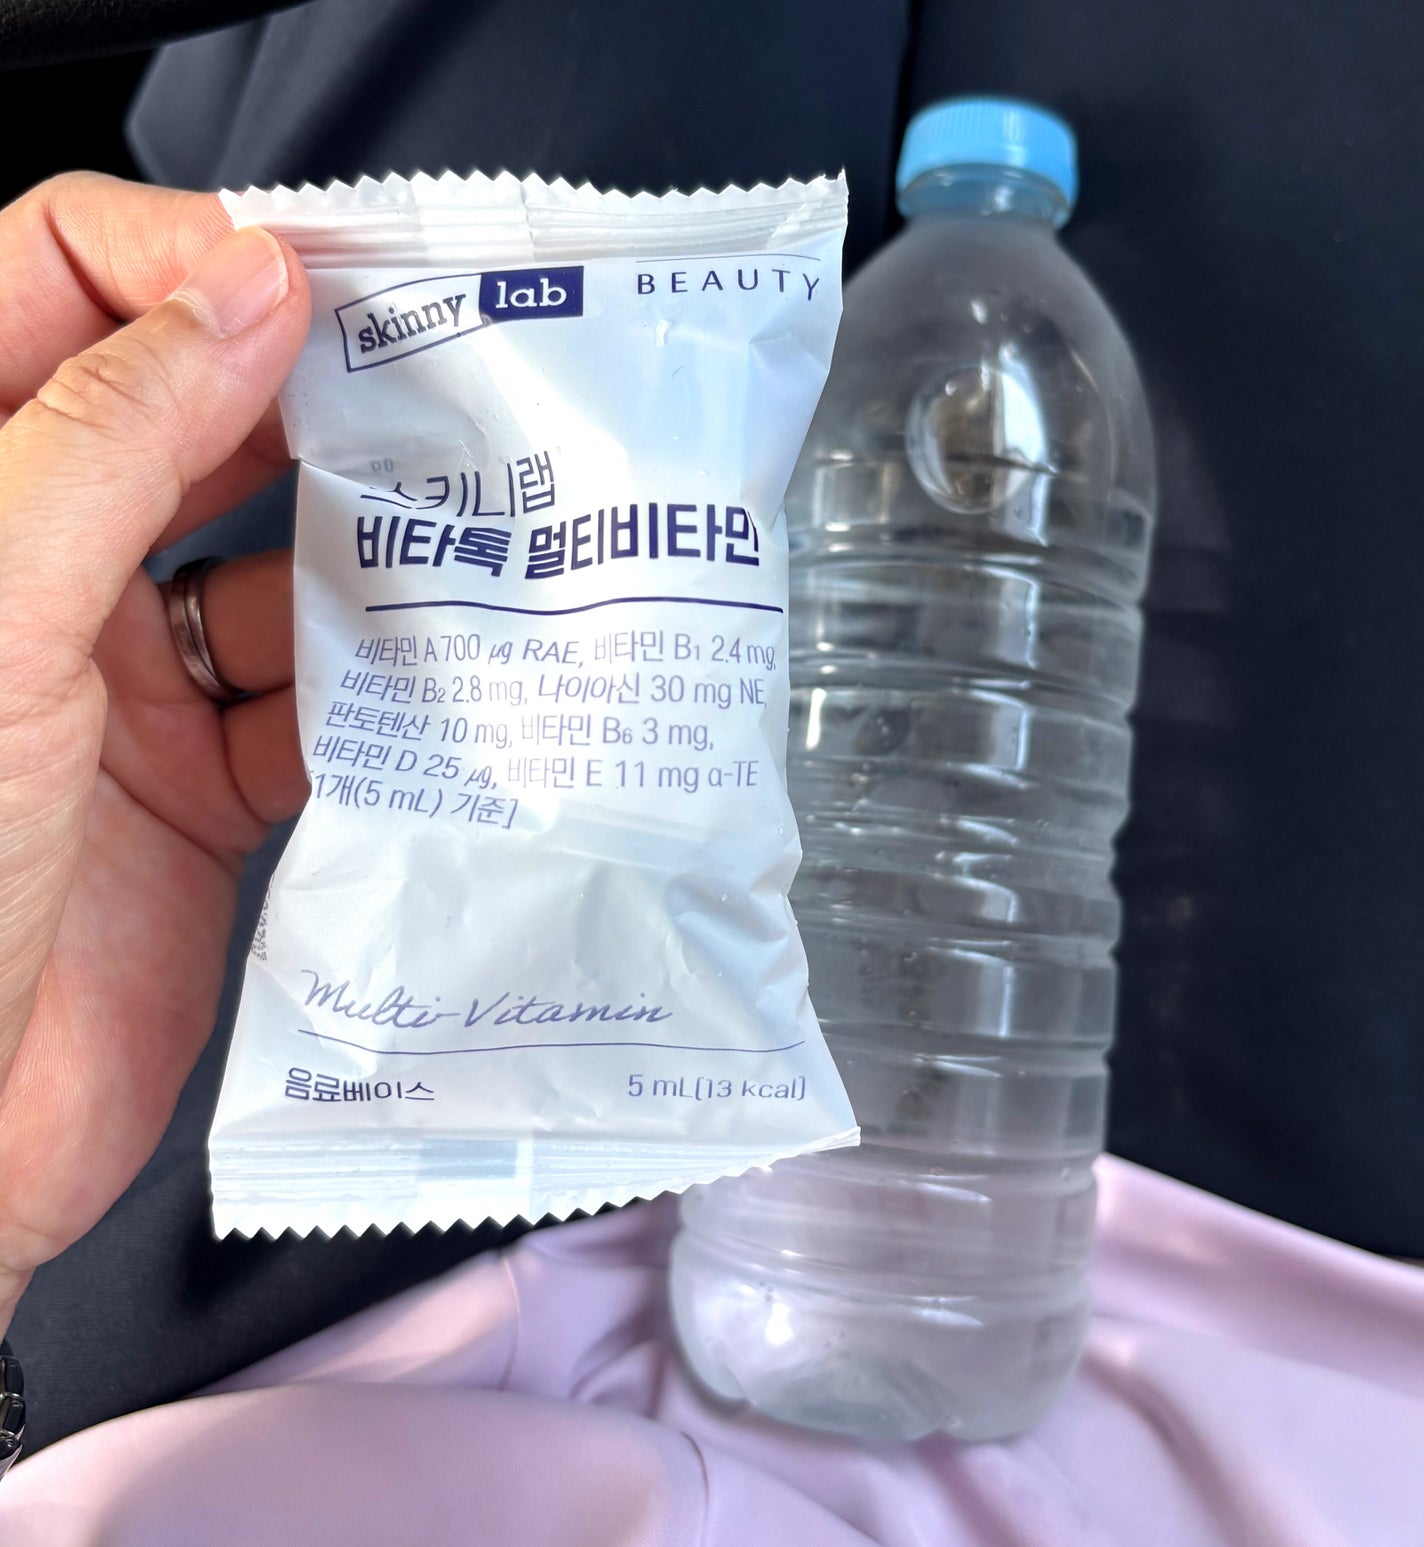 skinny lab
BEAUTY
스키니랩
비타톡 멀티비타민
비타민 A 700 μg RAE, 비타민 B₁ 2.4 mg,
비타민 B₂ 2.8 mg, 나이아신 30 mg NE,
판토텐산 10 mg, 비타민 B₆ 3 mg,
비타민 D 25 μg, 비타민 E 11 mg α-TE
[1개(5 mL) 기준]
Multi-Vitamin
음료베이스
5 mL(13 kcal)